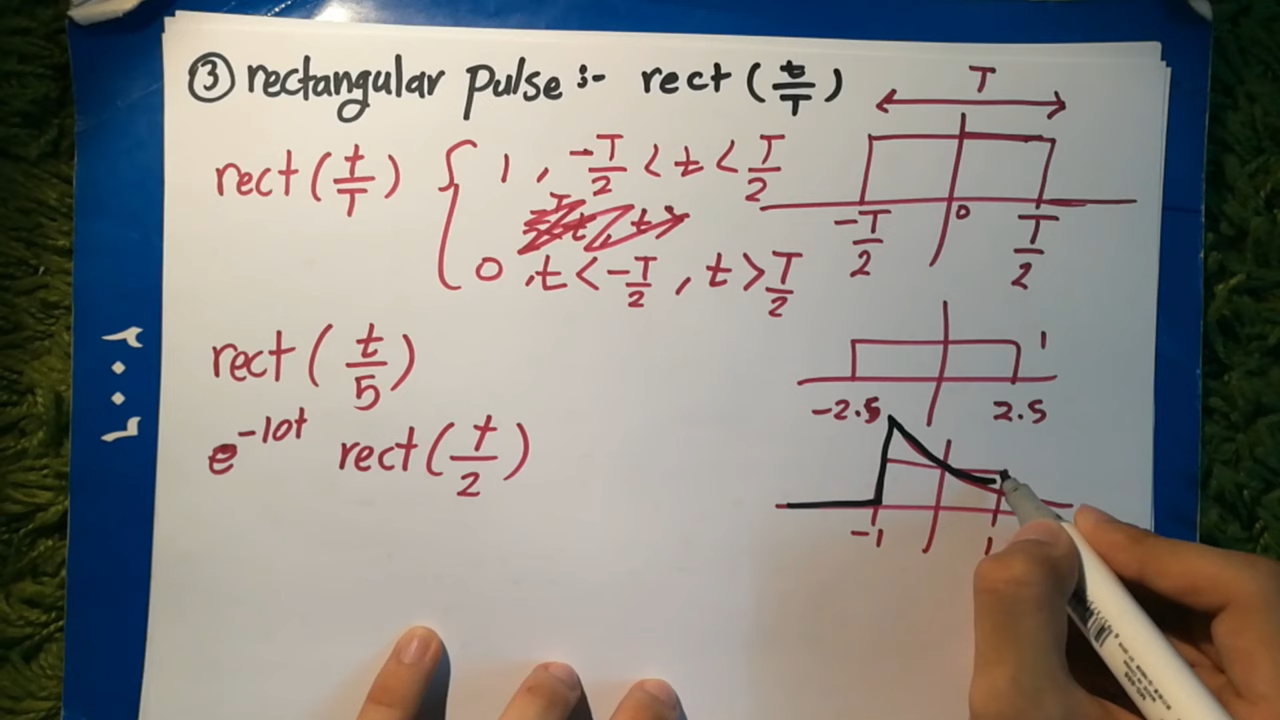 ③ rectangular pulse :- rect (t/T)
T
rect (t/T) { 1 , -T/2 < t < T/2
0 , t < -T/2 , t > T/2
-T/2 0 T/2
rect (t/5)
1
-2.5 2.5
e^-10t rect (t/2)
-1 1
٢٠٠٦